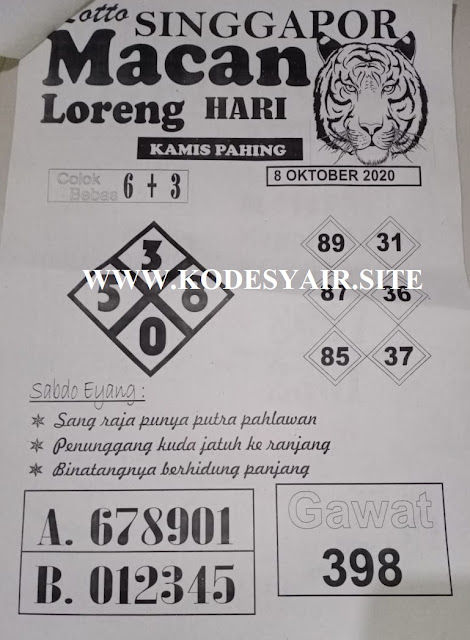 Lotto SINGGAPOR
Macan
Loreng HARI
KAMIS PAHING
8 OKTOBER 2020
Colok Bebas 6 + 3
3
0
89 31
WWW.KODESYAIR.SITE
87 36
85 37
Sabdo Eyang :
Sang raja punya putra pahlawan
Penunggang kuda jatuh ke ranjang
Binatangnya berhidung panjang
A. 678901
B. 012345
Gawat
398